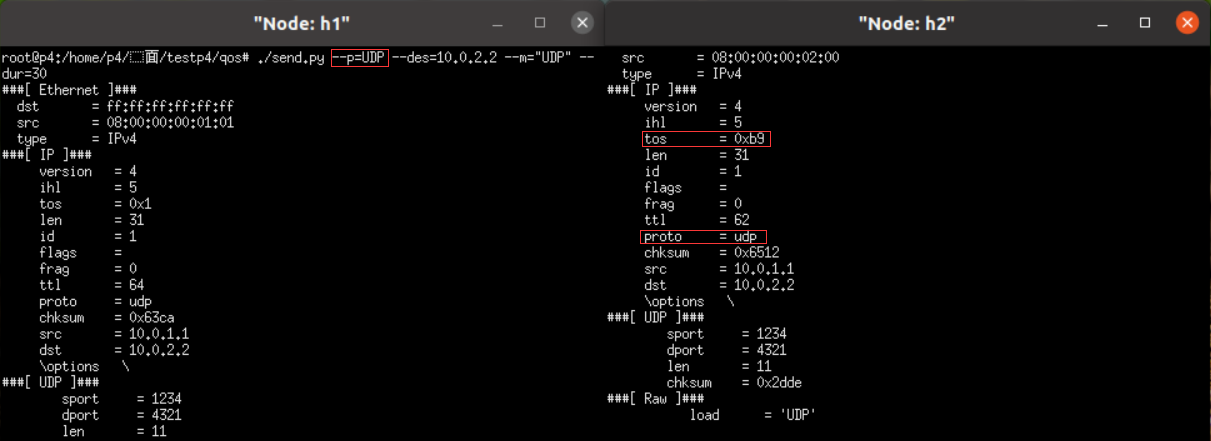 "Node: h1"
root@p4:/home/p4/面/testp4/qos# ./send.py --p=UDP --des=10.0.2.2 --m="UDP" --
dur=30
###[ Ethernet ]###
dst = ff:ff:ff:ff:ff:ff
src = 08:00:00:00:01:01
type = IPv4
###[ IP ]###
version = 4
ihl = 5
tos = 0x1
len = 31
id = 1
flags =
frag = 0
ttl = 64
proto = udp
chksum = 0x63ca
src = 10.0.1.1
dst = 10.0.2.2
\options \
###[ UDP ]###
sport = 1234
dport = 4321
len = 11
"Node: h2"
src = 08:00:00:00:02:00
type = IPv4
###[ IP ]###
version = 4
ihl = 5
tos = 0xb9
len = 31
id = 1
flags =
frag = 0
ttl = 62
proto = udp
chksum = 0x6512
src = 10.0.1.1
dst = 10.0.2.2
\options \
###[ UDP ]###
sport = 1234
dport = 4321
len = 11
chksum = 0x2dde
###[ Raw ]###
load = 'UDP'